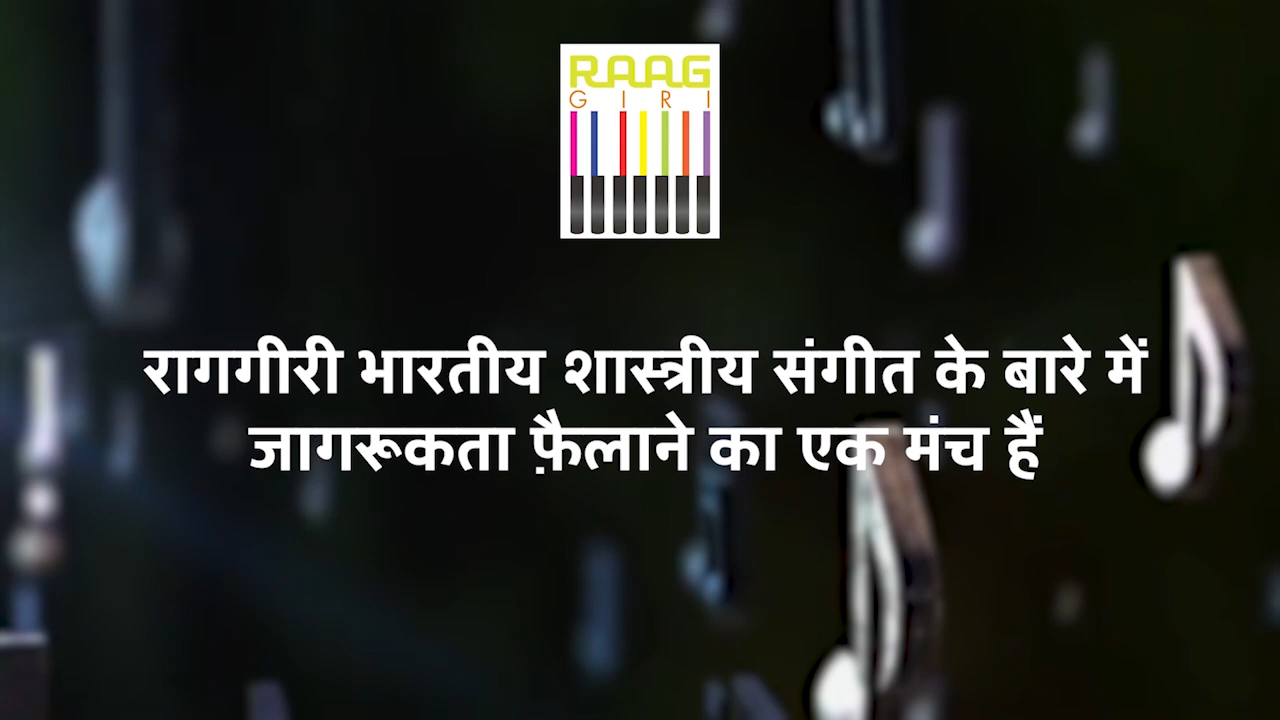 RAAG
GIRI
रागगीरी भारतीय शास्त्रीय संगीत के बारे में
जागरूकता फ़ैलाने का एक मंच हैं